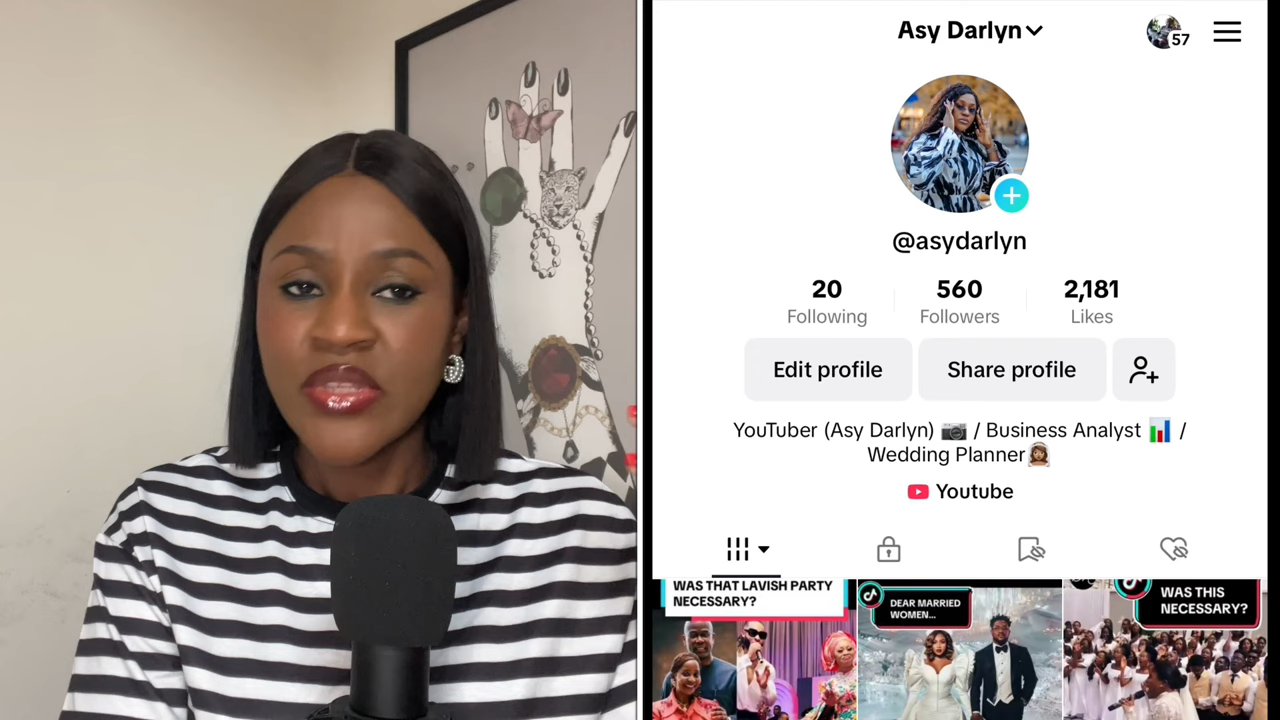 Asy Darlyn
57
@asydarlyn
20 560 2,181
Following Followers Likes
Edit profile Share profile
YouTuber (Asy Darlyn) 📷 / Business Analyst 📊 /
Wedding Planner👰🏽
Youtube
WAS THAT LAVISH PARTY
NECESSARY?
DEAR MARRIED
WOMEN...
WAS THIS
NECESSARY?